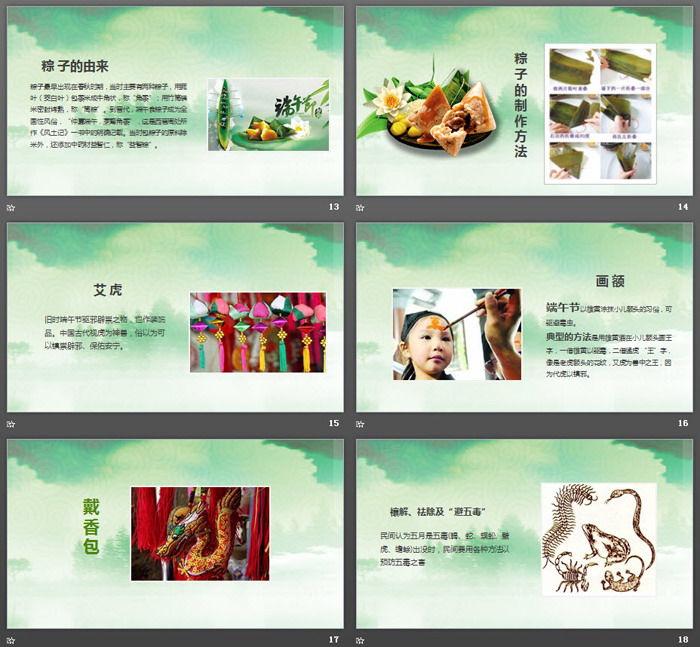 粽 子的由来
粽子最早出现在春秋时期，当时主要有两种粽子，用菰
叶（茭白叶）包黍米成牛角状，称“角黍”；用竹筒装
米密封烤熟，称“筒粽”。到晋代，端午食粽子成为全
国性风俗，“仲夏端午，烹鹜角黍”，这是西晋周处所
作《风土记》一书中的明确记载。当时包粽子的原料除
米外，还添加中药材益智仁，称“益智粽”。
端午节
13
粽子的制作方法
14
艾 虎
旧时端午节驱邪辟祟之物，也作装饰
品。中国古代视虎为神兽，俗以为可
以镇祟辟邪、保佑安宁。
15
画 额
端午节以雄黄涂抹小儿额头的习俗，可
驱避毒虫。
典型的方法是用雄黄酒在小儿额头画王
字，一借雄黄以驱毒，二借猛虎 “王” 字，
像是老虎额头的花纹，又虎为兽中之王，因
为代虎以镇邪。
16
戴香包
17
禳解、祛除及“避五毒”
民间认为五月是五毒(蝎、蛇、蜈蚣、壁
虎、蟾蜍)出没时，民间要用各种方法以
预防五毒之害
18